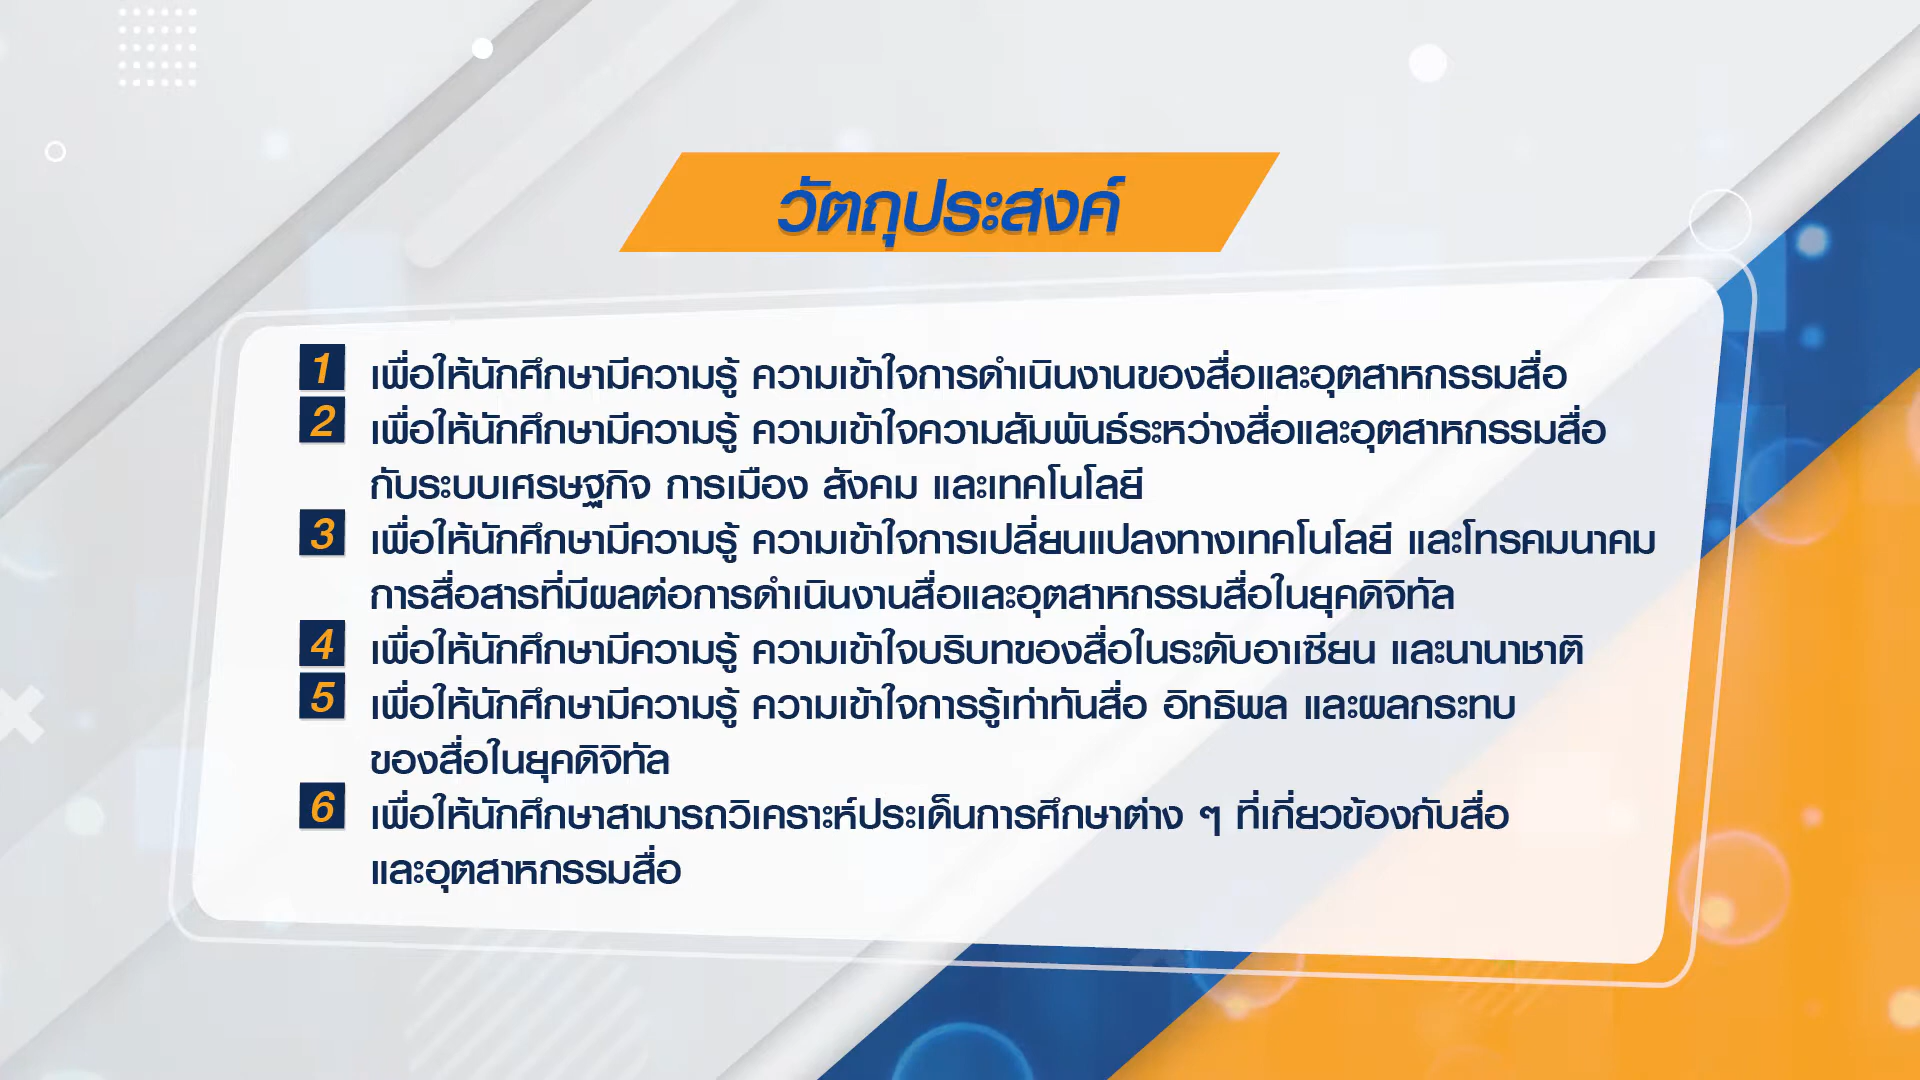 วัตถุประสงค์
1 เพื่อให้นักศึกษามีความรู้ ความเข้าใจการดำเนินงานของสื่อและอุตสาหกรรมสื่อ
2 เพื่อให้นักศึกษามีความรู้ ความเข้าใจความสัมพันธ์ระหว่างสื่อและอุตสาหกรรมสื่อ
กับระบบเศรษฐกิจ การเมือง สังคม และเทคโนโลยี
3 เพื่อให้นักศึกษามีความรู้ ความเข้าใจการเปลี่ยนแปลงทางเทคโนโลยี และโทรคมนาคม
การสื่อสารที่มีผลต่อการดำเนินงานสื่อและอุตสาหกรรมสื่อในยุคดิจิทัล
4 เพื่อให้นักศึกษามีความรู้ ความเข้าใจบริบทของสื่อในระดับอาเซียน และนานาชาติ
5 เพื่อให้นักศึกษามีความรู้ ความเข้าใจการรู้เท่าทันสื่อ อิทธิพล และผลกระทบ
ของสื่อในยุคดิจิทัล
6 เพื่อให้นักศึกษาสามารถวิเคราะห์ประเด็นการศึกษาต่าง ๆ ที่เกี่ยวข้องกับสื่อ
และอุตสาหกรรมสื่อ